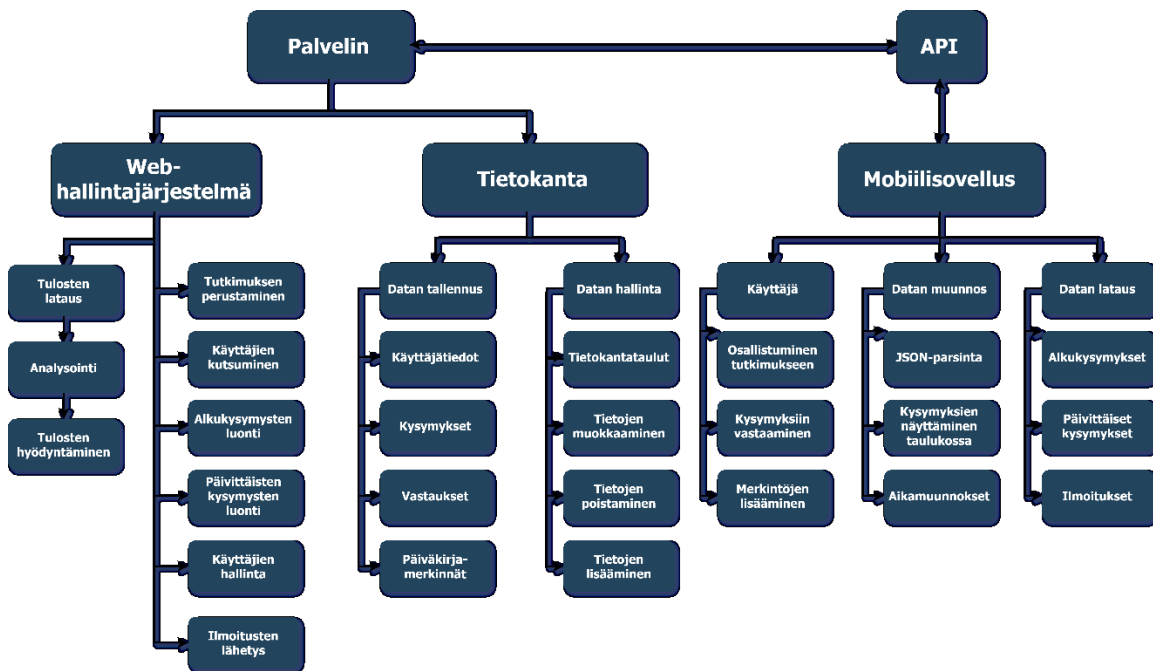 Palvelin
API
Web-
hallintajärjestelmä
Tietokanta
Mobiilisovellus
Tulosten
lataus
Analysointi
Tulosten
hyödyntäminen
Tutkimuksen
perustaminen
Käyttäjien
kutsuminen
Alkukysymysten
luonti
Päivittäisten
kysymysten
luonti
Käyttäjien
hallinta
Ilmoitusten
lähetys
Datan tallennus
Käyttäjätiedot
Kysymykset
Vastaukset
Päiväkirja-
merkinnät
Datan hallinta
Tietokantataulut
Tietojen
muokkaaminen
Tietojen
poistaminen
Tietojen
lisääminen
Käyttäjä
Osallistuminen
tutkimukseen
Kysymyksiin
vastaaminen
Merkintöjen
lisääminen
Datan muunnos
JSON-parsinta
Kysymyksien
näyttäminen
taulukossa
Aikamuunnokset
Datan lataus
Alkukysymykset
Päivittäiset
kysymykset
Ilmoitukset